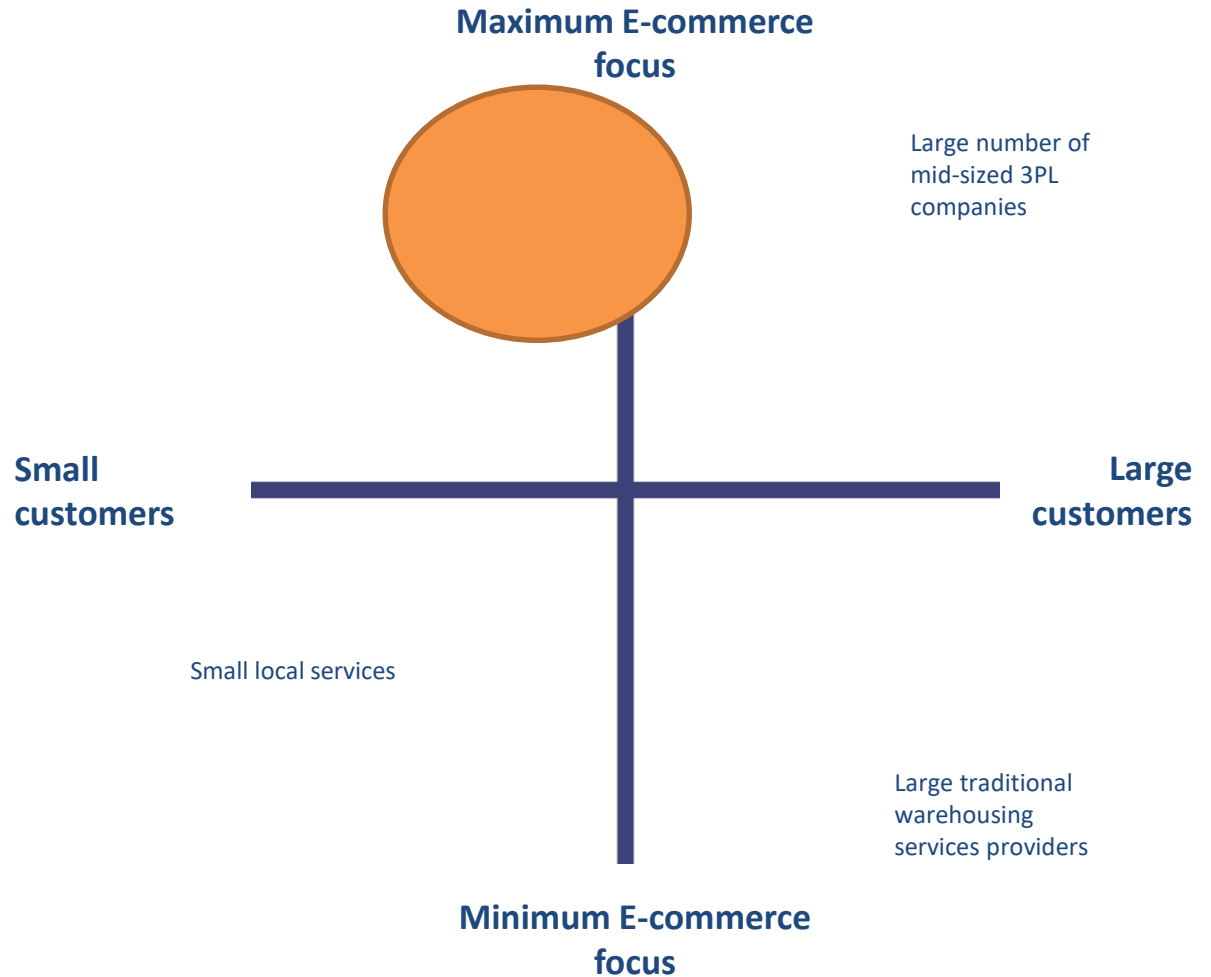 Maximum E-commerce
focus
Large number of
mid-sized 3PL
companies
Small
customers
Large
customers
Small local services
Large traditional
warehousing
services providers
Minimum E-commerce
focus